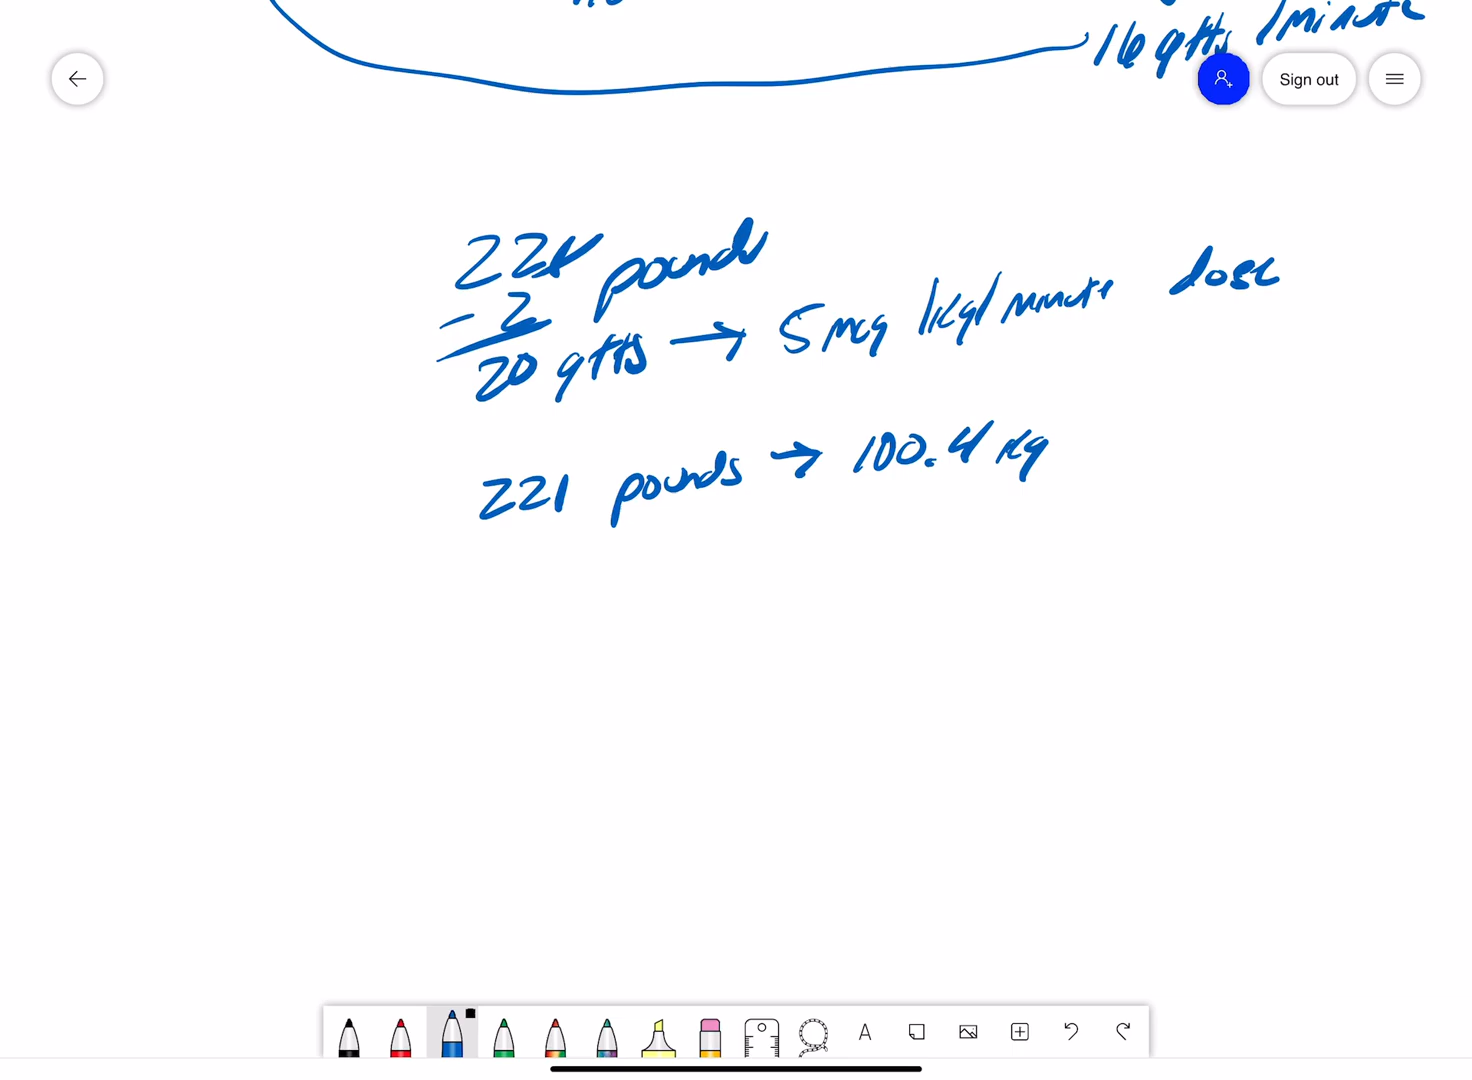 16 gtts /minute
Sign out
221 pounds
- 2
20 gtts → 5 mcg /kg/ minute dose
221 pounds → 100.4 kg
A